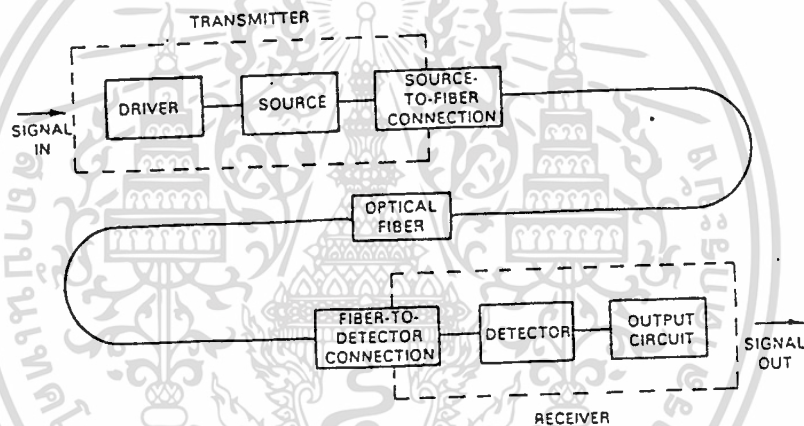 TRANSMITTER
SIGNAL
IN
DRIVER
SOURCE
SOURCE-
TO-FIBER
CONNECTION
OPTICAL
FIBER
FIBER-TO-
DETECTOR
CONNECTION
DETECTOR
OUTPUT
CIRCUIT
SIGNAL
OUT
RECEIVER